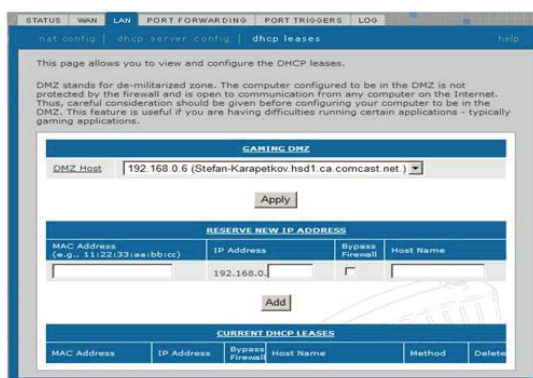 STATUS WAN LAN PORT FORWARDING PORT TRIGGERS LOG
nat config | dhcp server config | dhcp leases help
This page allows you to view and configure the DHCP leases.
DMZ stands for de-militarized zone. The computer configured to be in the DMZ is not
protected by the firewall and is open to communication from any computer on the Internet.
Thus, careful consideration should be given before configuring your computer to be in the
DMZ. This feature is useful if you are having difficulties running certain applications - typically
gaming applications.
GAMING DMZ
DMZ Host 192.168.0.6 (Stefan-Karapetkov.hsd1.ca.comcast.net.)
Apply
RESERVE NEW IP ADDRESS
MAC Address IP Address Bypass Host Name
(e.g., 11:22:33:aa:bb:cc) Firewall
192.168.0.
Add
CURRENT DHCP LEASES
MAC Address IP Address Bypass Host Name Method Delete
Firewall